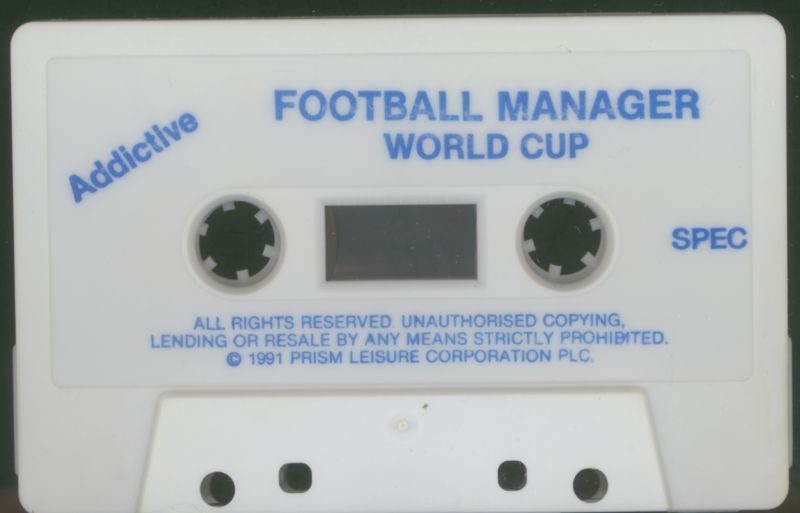 Addictive
FOOTBALL MANAGER
WORLD CUP
SPEC
ALL RIGHTS RESERVED. UNAUTHORISED COPYING,
LENDING OR RESALE BY ANY MEANS STRICTLY PROHIBITED.
© 1991 PRISM LEISURE CORPORATION PLC.